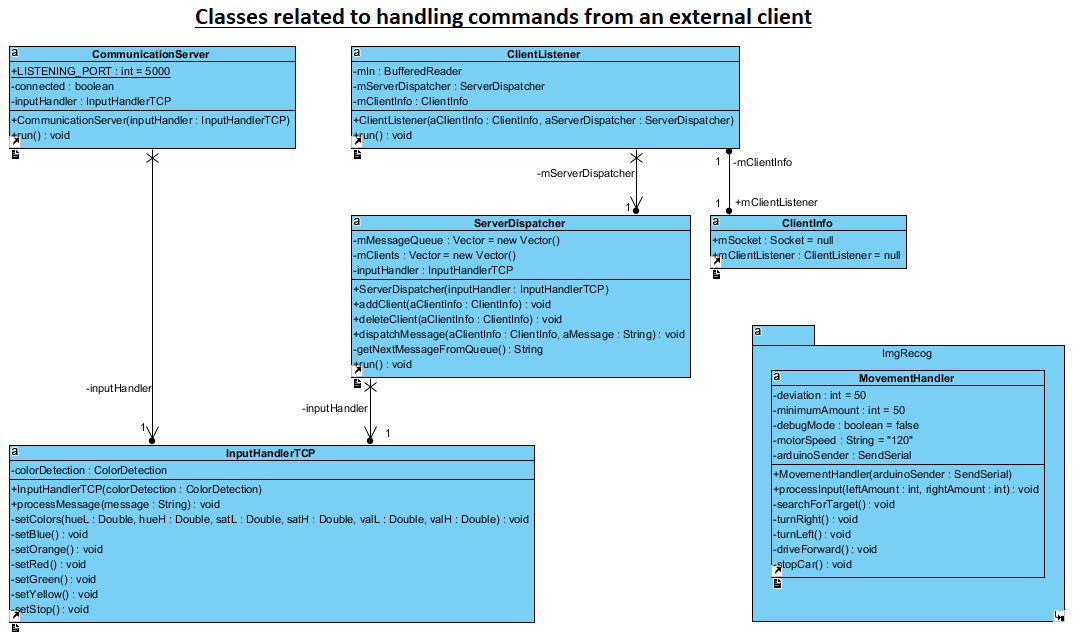 Classes related to handling commands from an external client
a
CommunicationServer
+LISTENING_PORT : int = 5000
-connected : boolean
-inputHandler : InputHandlerTCP
+CommunicationServer(inputHandler : InputHandlerTCP)
+run() : void
a
ClientListener
-mIn : BufferedReader
-mServerDispatcher : ServerDispatcher
-mClientInfo : ClientInfo
+ClientListener(aClientInfo : ClientInfo, aServerDispatcher : ServerDispatcher)
+run() : void
-mServerDispatcher
1
1
-mClientInfo
1
+mClientListener
a
ServerDispatcher
-mMessageQueue : Vector = new Vector()
-mClients : Vector = new Vector()
-inputHandler : InputHandlerTCP
+ServerDispatcher(inputHandler : InputHandlerTCP)
+addClient(aClientInfo : ClientInfo) : void
+deleteClient(aClientInfo : ClientInfo) : void
+dispatchMessage(aClientInfo : ClientInfo, aMessage : String) : void
-getNextMessageFromQueue() : String
+run() : void
a
ClientInfo
+mSocket : Socket = null
+mClientListener : ClientListener = null
-inputHandler
1
-inputHandler
1
a
InputHandlerTCP
-colorDetection : ColorDetection
+InputHandlerTCP(colorDetection : ColorDetection)
+processMessage(message : String) : void
-setColors(hueL : Double, hueH : Double, satL : Double, satH : Double, valL : Double, valH : Double) : void
-setBlue() : void
-setOrange() : void
-setRed() : void
-setGreen() : void
-setYellow() : void
-setStop() : void
a
ImgRecog
a
MovementHandler
-deviation : int = 50
-minimumAmount : int = 50
-debugMode : boolean = false
-motorSpeed : String = "120"
-arduinoSender : SendSerial
+MovementHandler(arduinoSender : SendSerial)
+processInput(leftAmount : int, rightAmount : int) : void
-searchForTarget() : void
-turnRight() : void
-turnLeft() : void
-driveForward() : void
-stopCar() : void